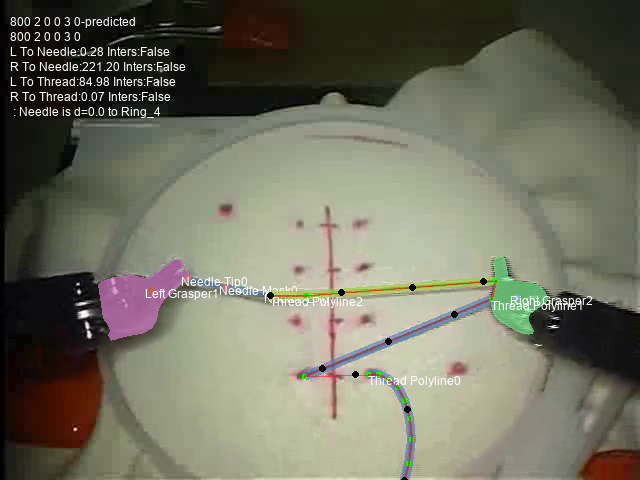 800 2 0 0 3 0-predicted
800 2 0 0 3 0
L To Needle:0.28 Inters:False
R To Needle:221.20 Inters:False
L To Thread:84.98 Inters:False
R To Thread:0.07 Inters:False
: Needle is d=0.0 to Ring_4
Needle Tip0
Left Grasper1
Needle Mask0
Thread Polyline2
Right Grasper2
Thread Polyline1
Thread Polyline0